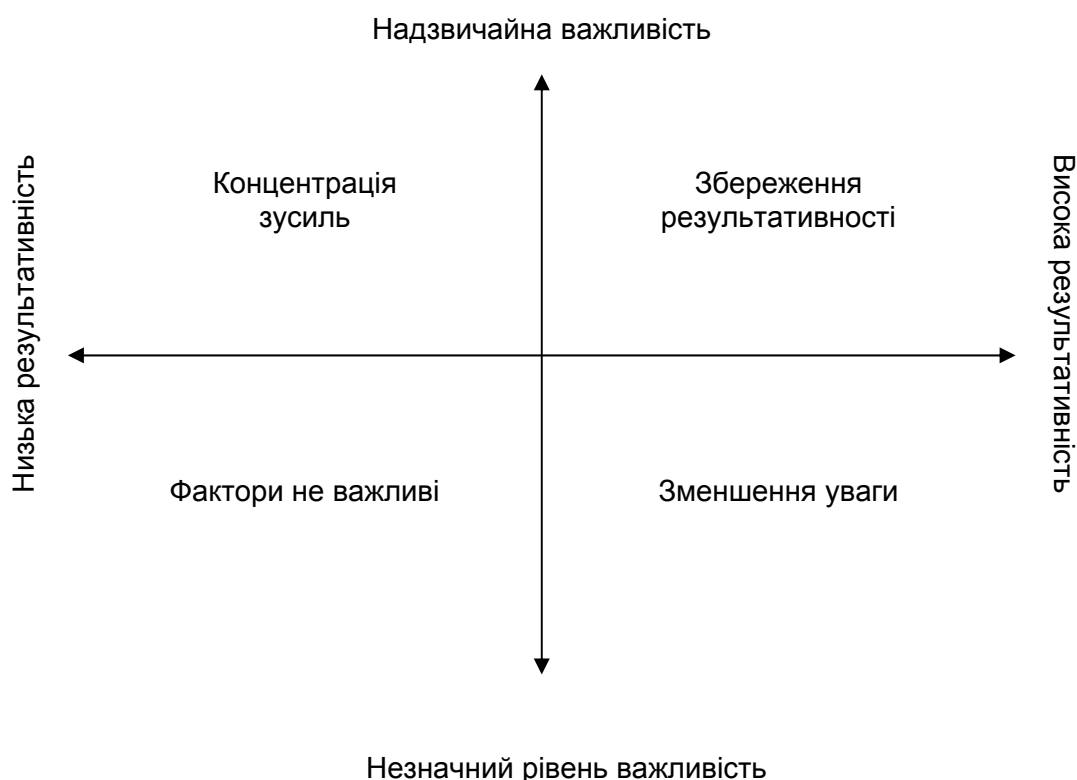 Надзвичайна важливість
Низька результативність
Концентрація
зусиль
Збереження
результативності
Висока результативність
Фактори не важливі
Зменшення уваги
Незначний рівень важливість